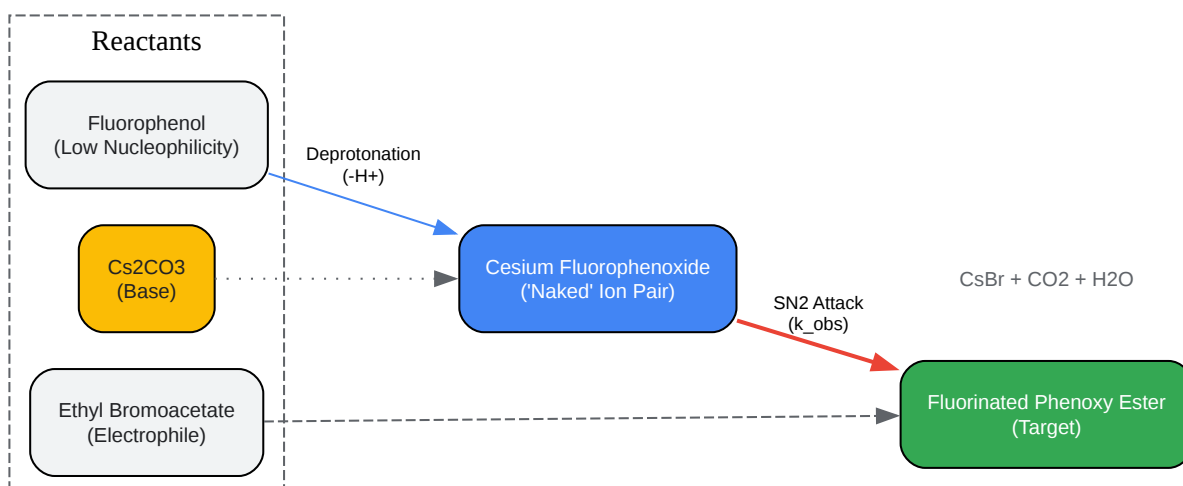 Reactants
Fluorophenol
(Low Nucleophilicity)
Deprotonation
(-H+)
Cs2CO3
(Base)
Cesium Fluorophenoxide
('Naked' Ion Pair)
CsBr + CO2 + H2O
SN2 Attack
(k_obs)
Ethyl Bromoacetate
(Electrophile)
Fluorinated Phenoxy Ester
(Target)